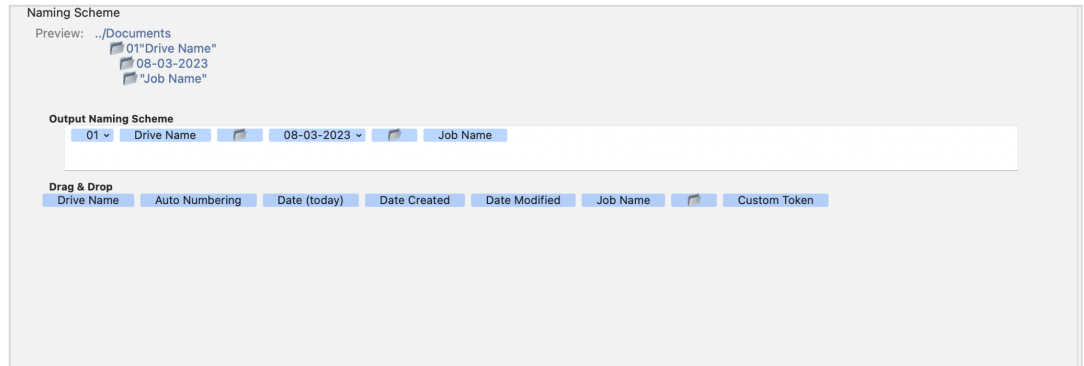 Naming Scheme
Preview: ../Documents
01"Drive Name"
08-03-2023
"Job Name"
Output Naming Scheme
01 Drive Name 08-03-2023 Job Name
Drag & Drop
Drive Name Auto Numbering Date (today) Date Created Date Modified Job Name Custom Token